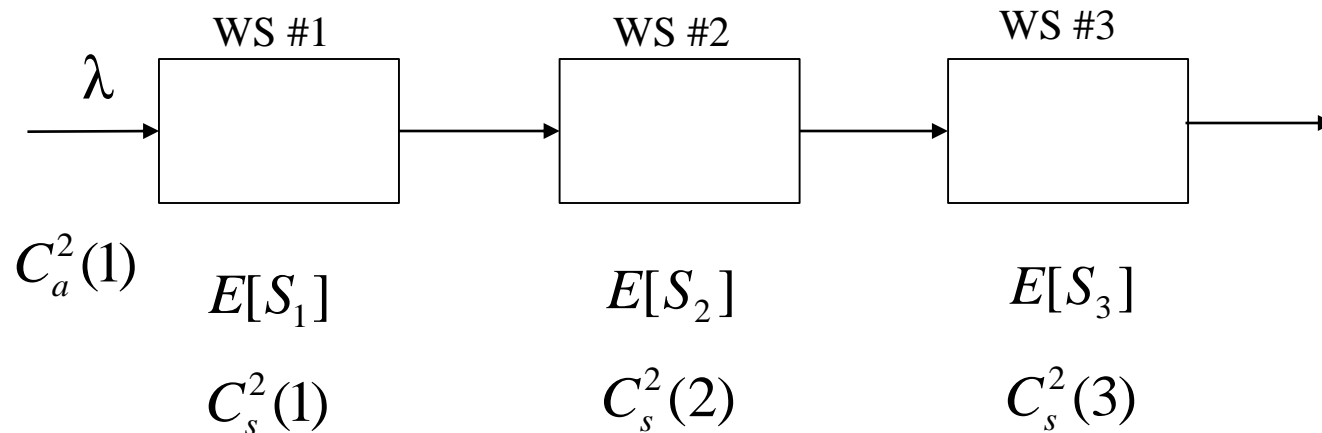 WS #1 WS #2 WS #3
λ
C_a^2(1)
E[S_1] E[S_2] E[S_3]
C_s^2(1) C_s^2(2) C_s^2(3)